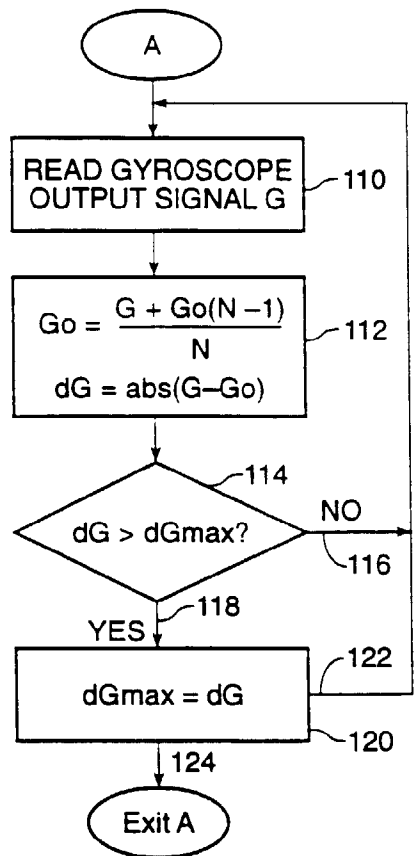 A
READ GYROSCOPE
OUTPUT SIGNAL G
110
Go = G + Go(N-1)
N
dG = abs(G-Go)
112
114
dG > dGmax?
NO
116
118
YES
dGmax = dG
122
120
124
Exit A